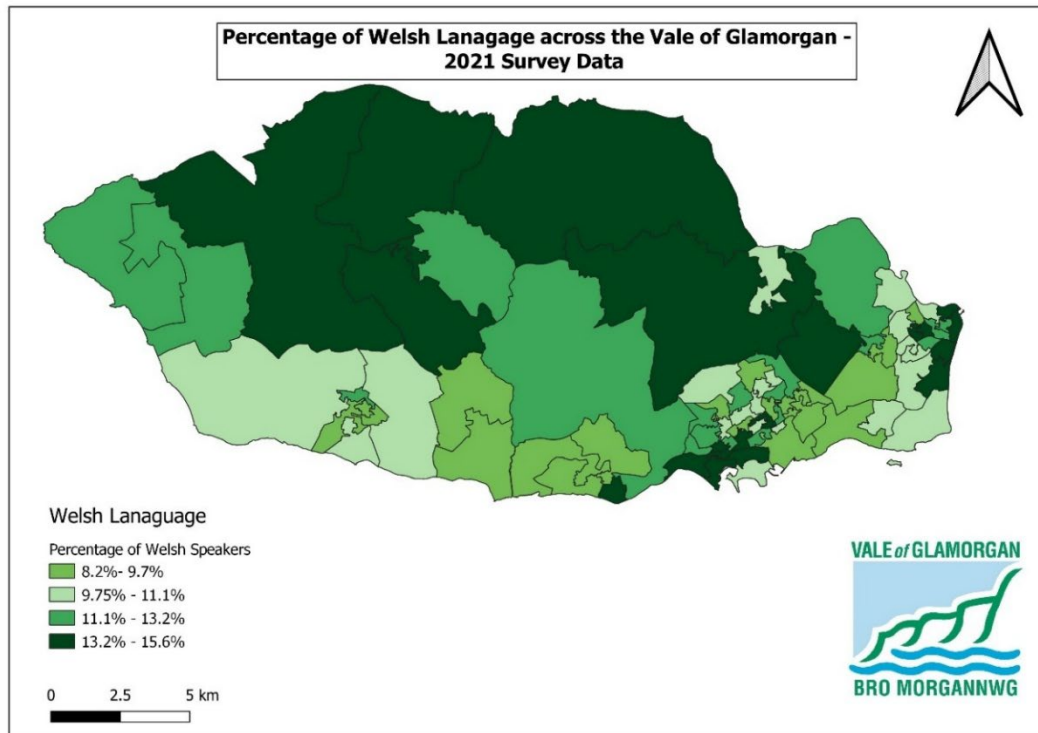 Percentage of Welsh Lanagage across the Vale of Glamorgan -
2021 Survey Data
Welsh Lanaguage
Percentage of Welsh Speakers
8.2%- 9.7%
9.75% - 11.1%
11.1% - 13.2%
13.2% - 15.6%
0 2.5 5 km
VALE of GLAMORGAN
BRO MORGANNWG